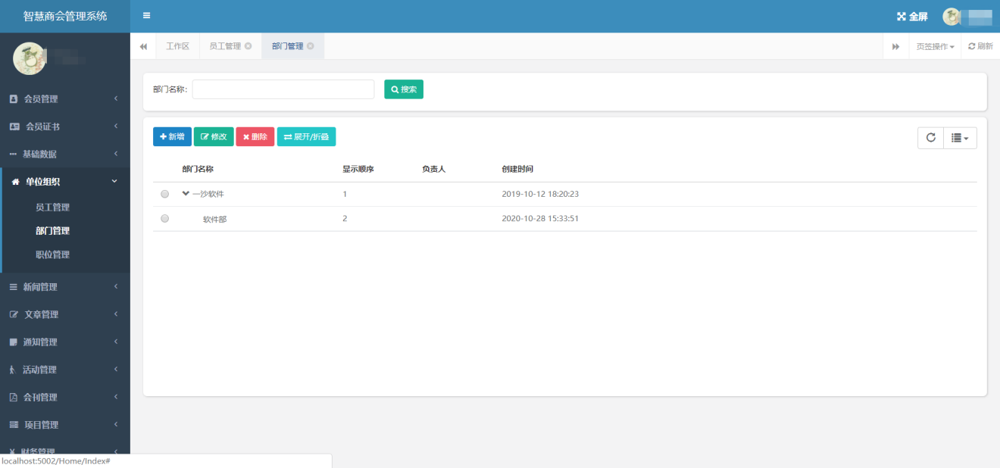 智慧商会管理系统
全屏
工作区
员工管理
部门管理
页签操作
刷新
会员管理
会员证书
基础数据
单位组织
员工管理
部门管理
职位管理
新闻管理
文章管理
通知管理
活动管理
会刊管理
项目管理
财务管理
部门名称：
搜索
新增 修改 删除 展开/折叠
部门名称 显示顺序 负责人 创建时间
一沙软件 1 2019-10-12 18:20:23
软件部 2 2020-10-28 15:33:51
localhost:5002/Home/Index#